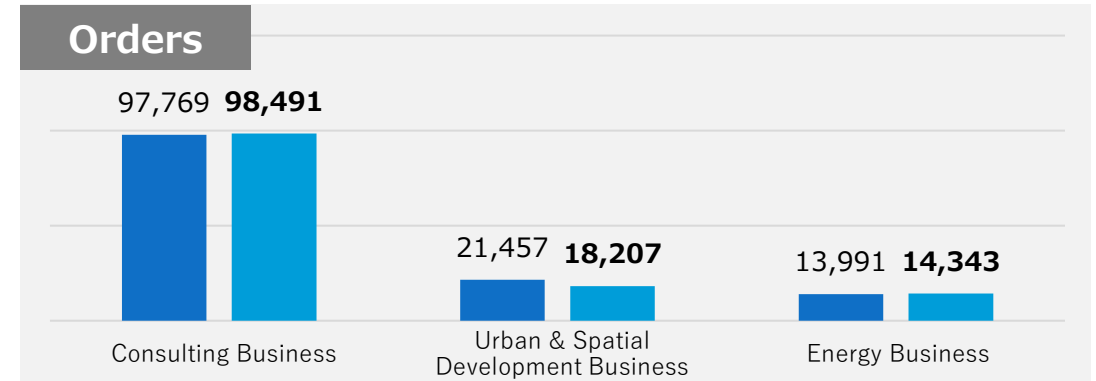 Orders
97,769 98,491
21,457 18,207
13,991 14,343
Consulting Business
Urban & Spatial
Development Business
Energy Business